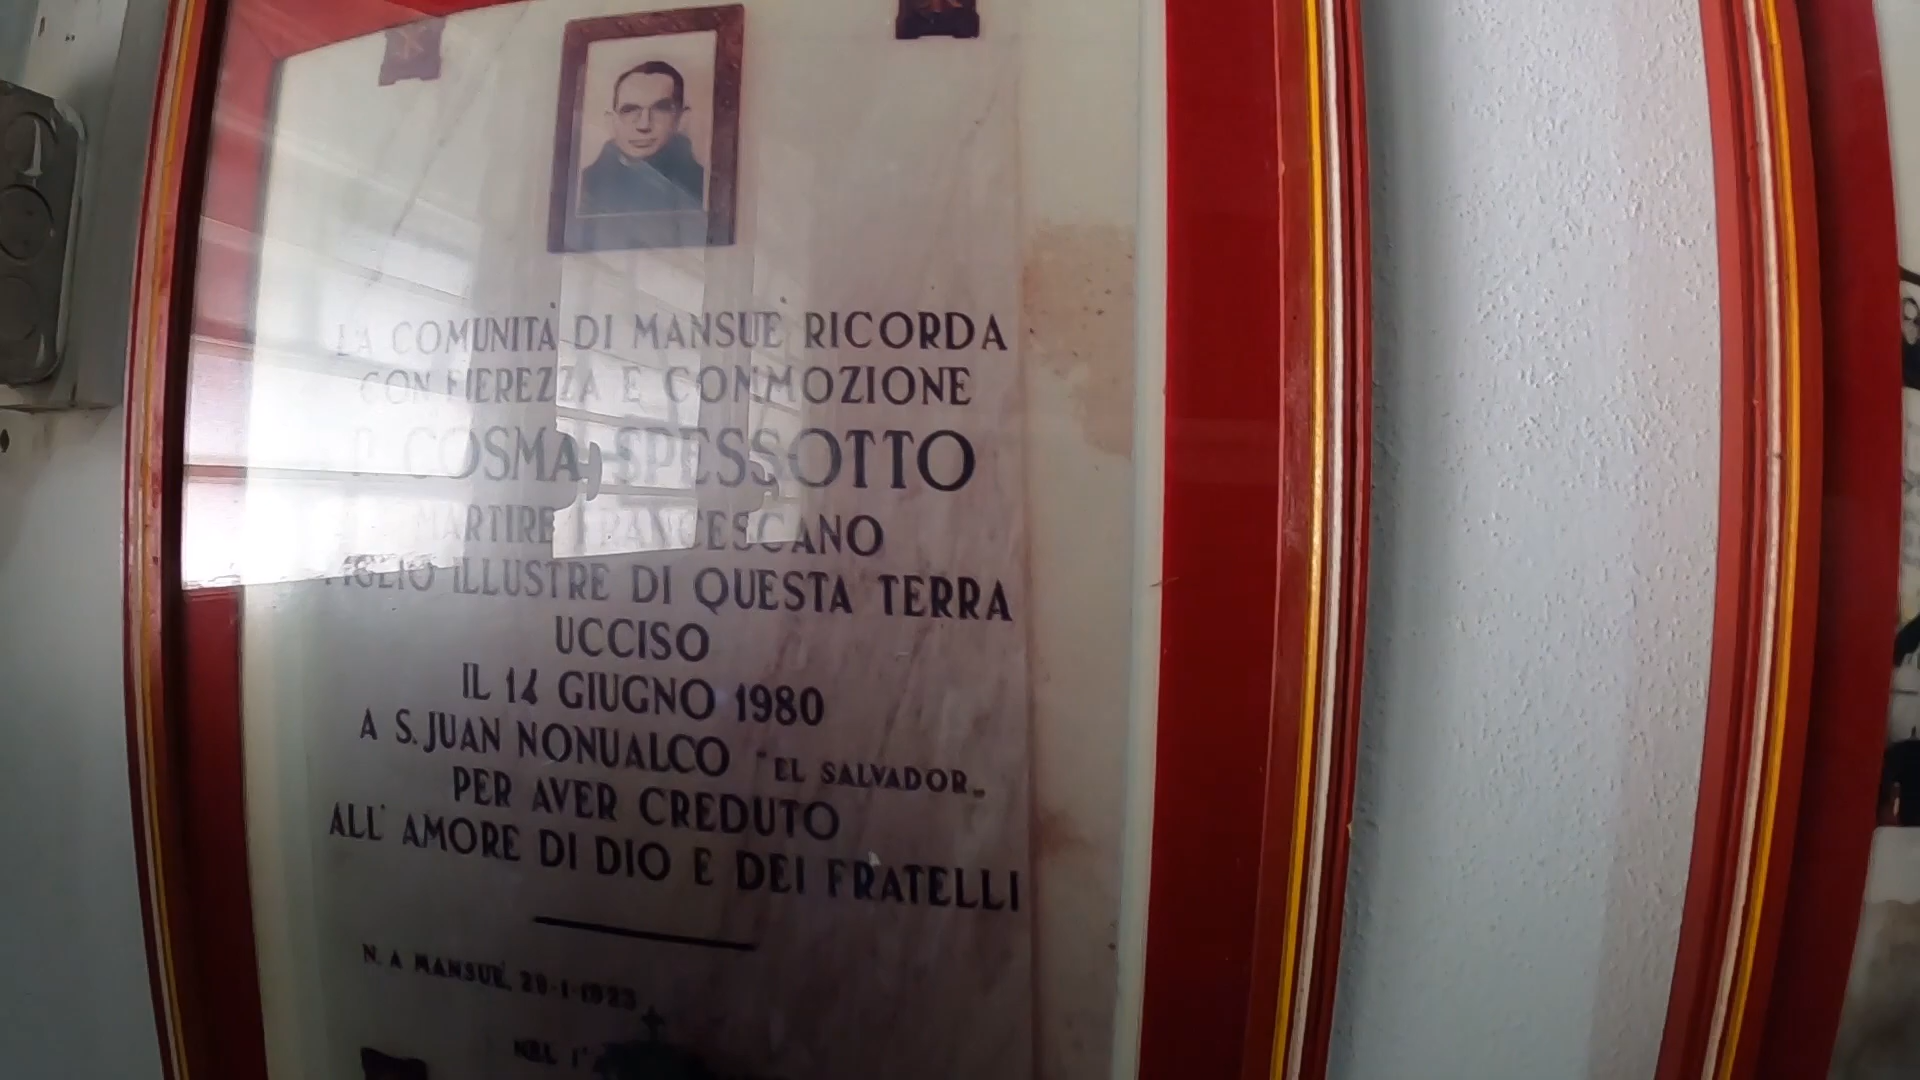 LA COMUNITÀ DI MANSUÈ RICORDA
CON FIEREZZA E COMMOZIONE
P. COSMA SPESSOTTO
MARTIRE FRANCESCANO
FIGLIO ILLUSTRE DI QUESTA TERRA
UCCISO
IL 14 GIUGNO 1980
A S. JUAN NONUALCO "EL SALVADOR"
PER AVER CREDUTO
ALL' AMORE DI DIO E DEI FRATELLI
N. A MANSUÈ, 28-1-1923
NEL 1°